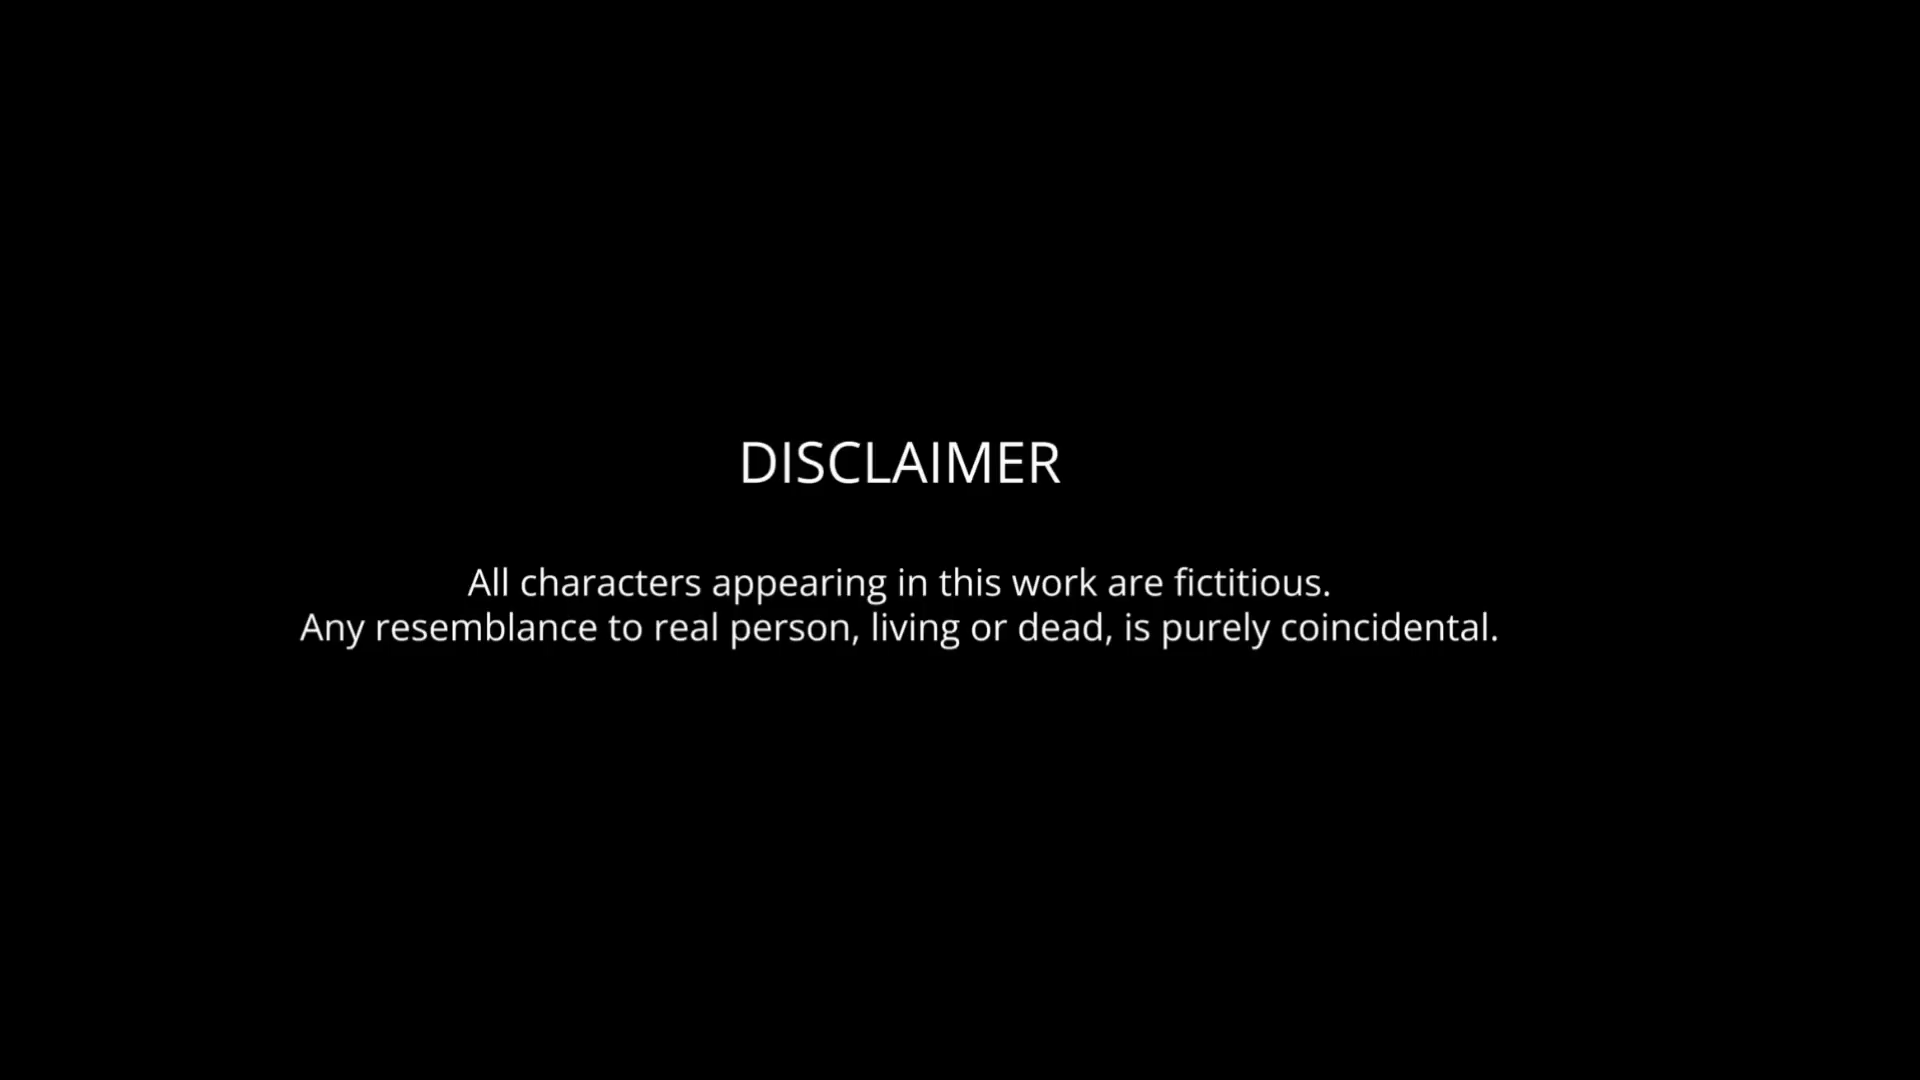 DISCLAIMER
All characters appearing in this work are fictitious.
Any resemblance to real person, living or dead, is purely coincidental.